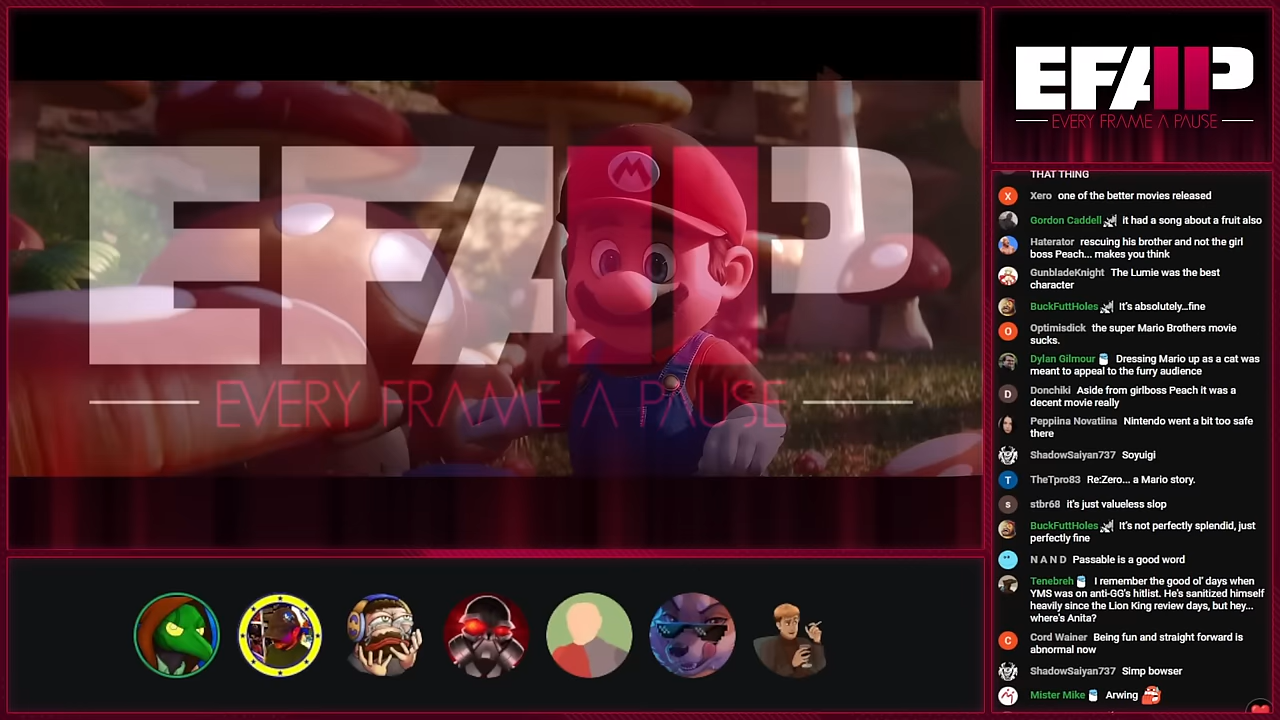 EFAP
EVERY FRAME A PAUSE
M
EFAP
EVERY FRAME A PAUSE
THAT THING
X
Xero one of the better movies released
Gordon Caddell it had a song about a fruit also
Haterator rescuing his brother and not the girl
boss Peach... makes you think
GunbladeKnight The Lumie was the best
character
BuckFuttHoles It's absolutely...fine
O
Optimisdick the super Mario Brothers movie
sucks.
Dylan Gilmour Dressing Mario up as a cat was
meant to appeal to the furry audience
D
Donchiki Aside from girlboss Peach it was a
decent movie really
Peppiina Novatiina Nintendo went a bit too safe
there
ShadowSaiyan737 Soyuigi
T
TheTpro83 Re:Zero... a Mario story.
s
stbr68 it's just valueless slop
BuckFuttHoles It's not perfectly splendid, just
perfectly fine
N A N D Passable is a good word
Tenebreh I remember the good ol' days when
YMS was on anti-GG's hitlist. He's sanitized himself
heavily since the Lion King review days, but hey...
where's Anita?
C
Cord Wainer Being fun and straight forward is
abnormal now
ShadowSaiyan737 Simp bowser
Mister Mike Arwing